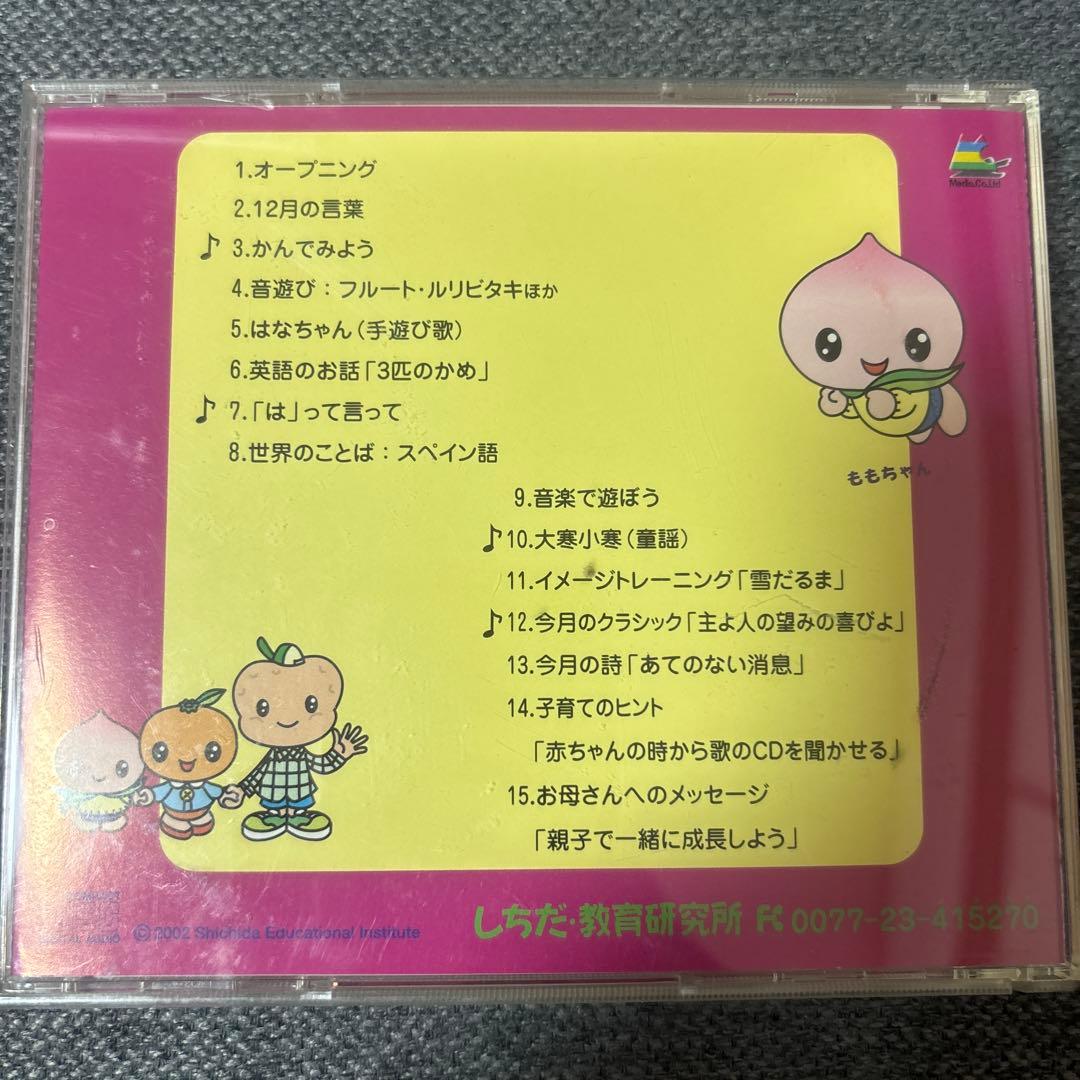 1.オープニング
2.12月の言葉
♪ 3.かんでみよう
4.音遊び：フルート・ルリビタキほか
5.はなちゃん(手遊び歌)
6.英語のお話「3匹のかめ」
♪ 7.「は」って言って
8.世界のことば：スペイン語
9.音楽で遊ぼう
♪10.大寒小寒(童謡)
11.イメージトレーニング「雪だるま」
♪12.今月のクラシック「主よ人の望みの喜びよ」
13.今月の詩「あてのない消息」
14.子育てのヒント
「赤ちゃんの時から歌のCDを聞かせる」
15.お母さんへのメッセージ
「親子で一緒に成長しよう」
Media.Co.Ltd
ももちゃん
DIGITAL AUDIO
©2002 Shichida Educational Institute
しちだ・教育研究所 0077-23-415270